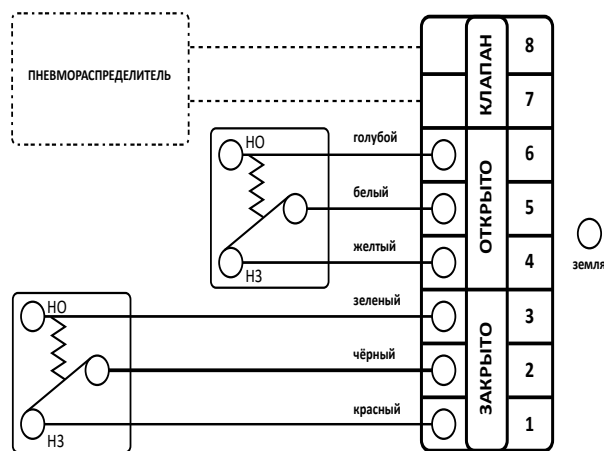 ПНЕВМОРАСПРЕДЕЛИТЕЛЬ
КЛАПАН
8
7
НО
голубой
6
белый
ОТКРЫТО
5
желтый
4
НЗ
земля
НО
зеленый
3
чёрный
ЗАКРЫТО
2
красный
1
НЗ